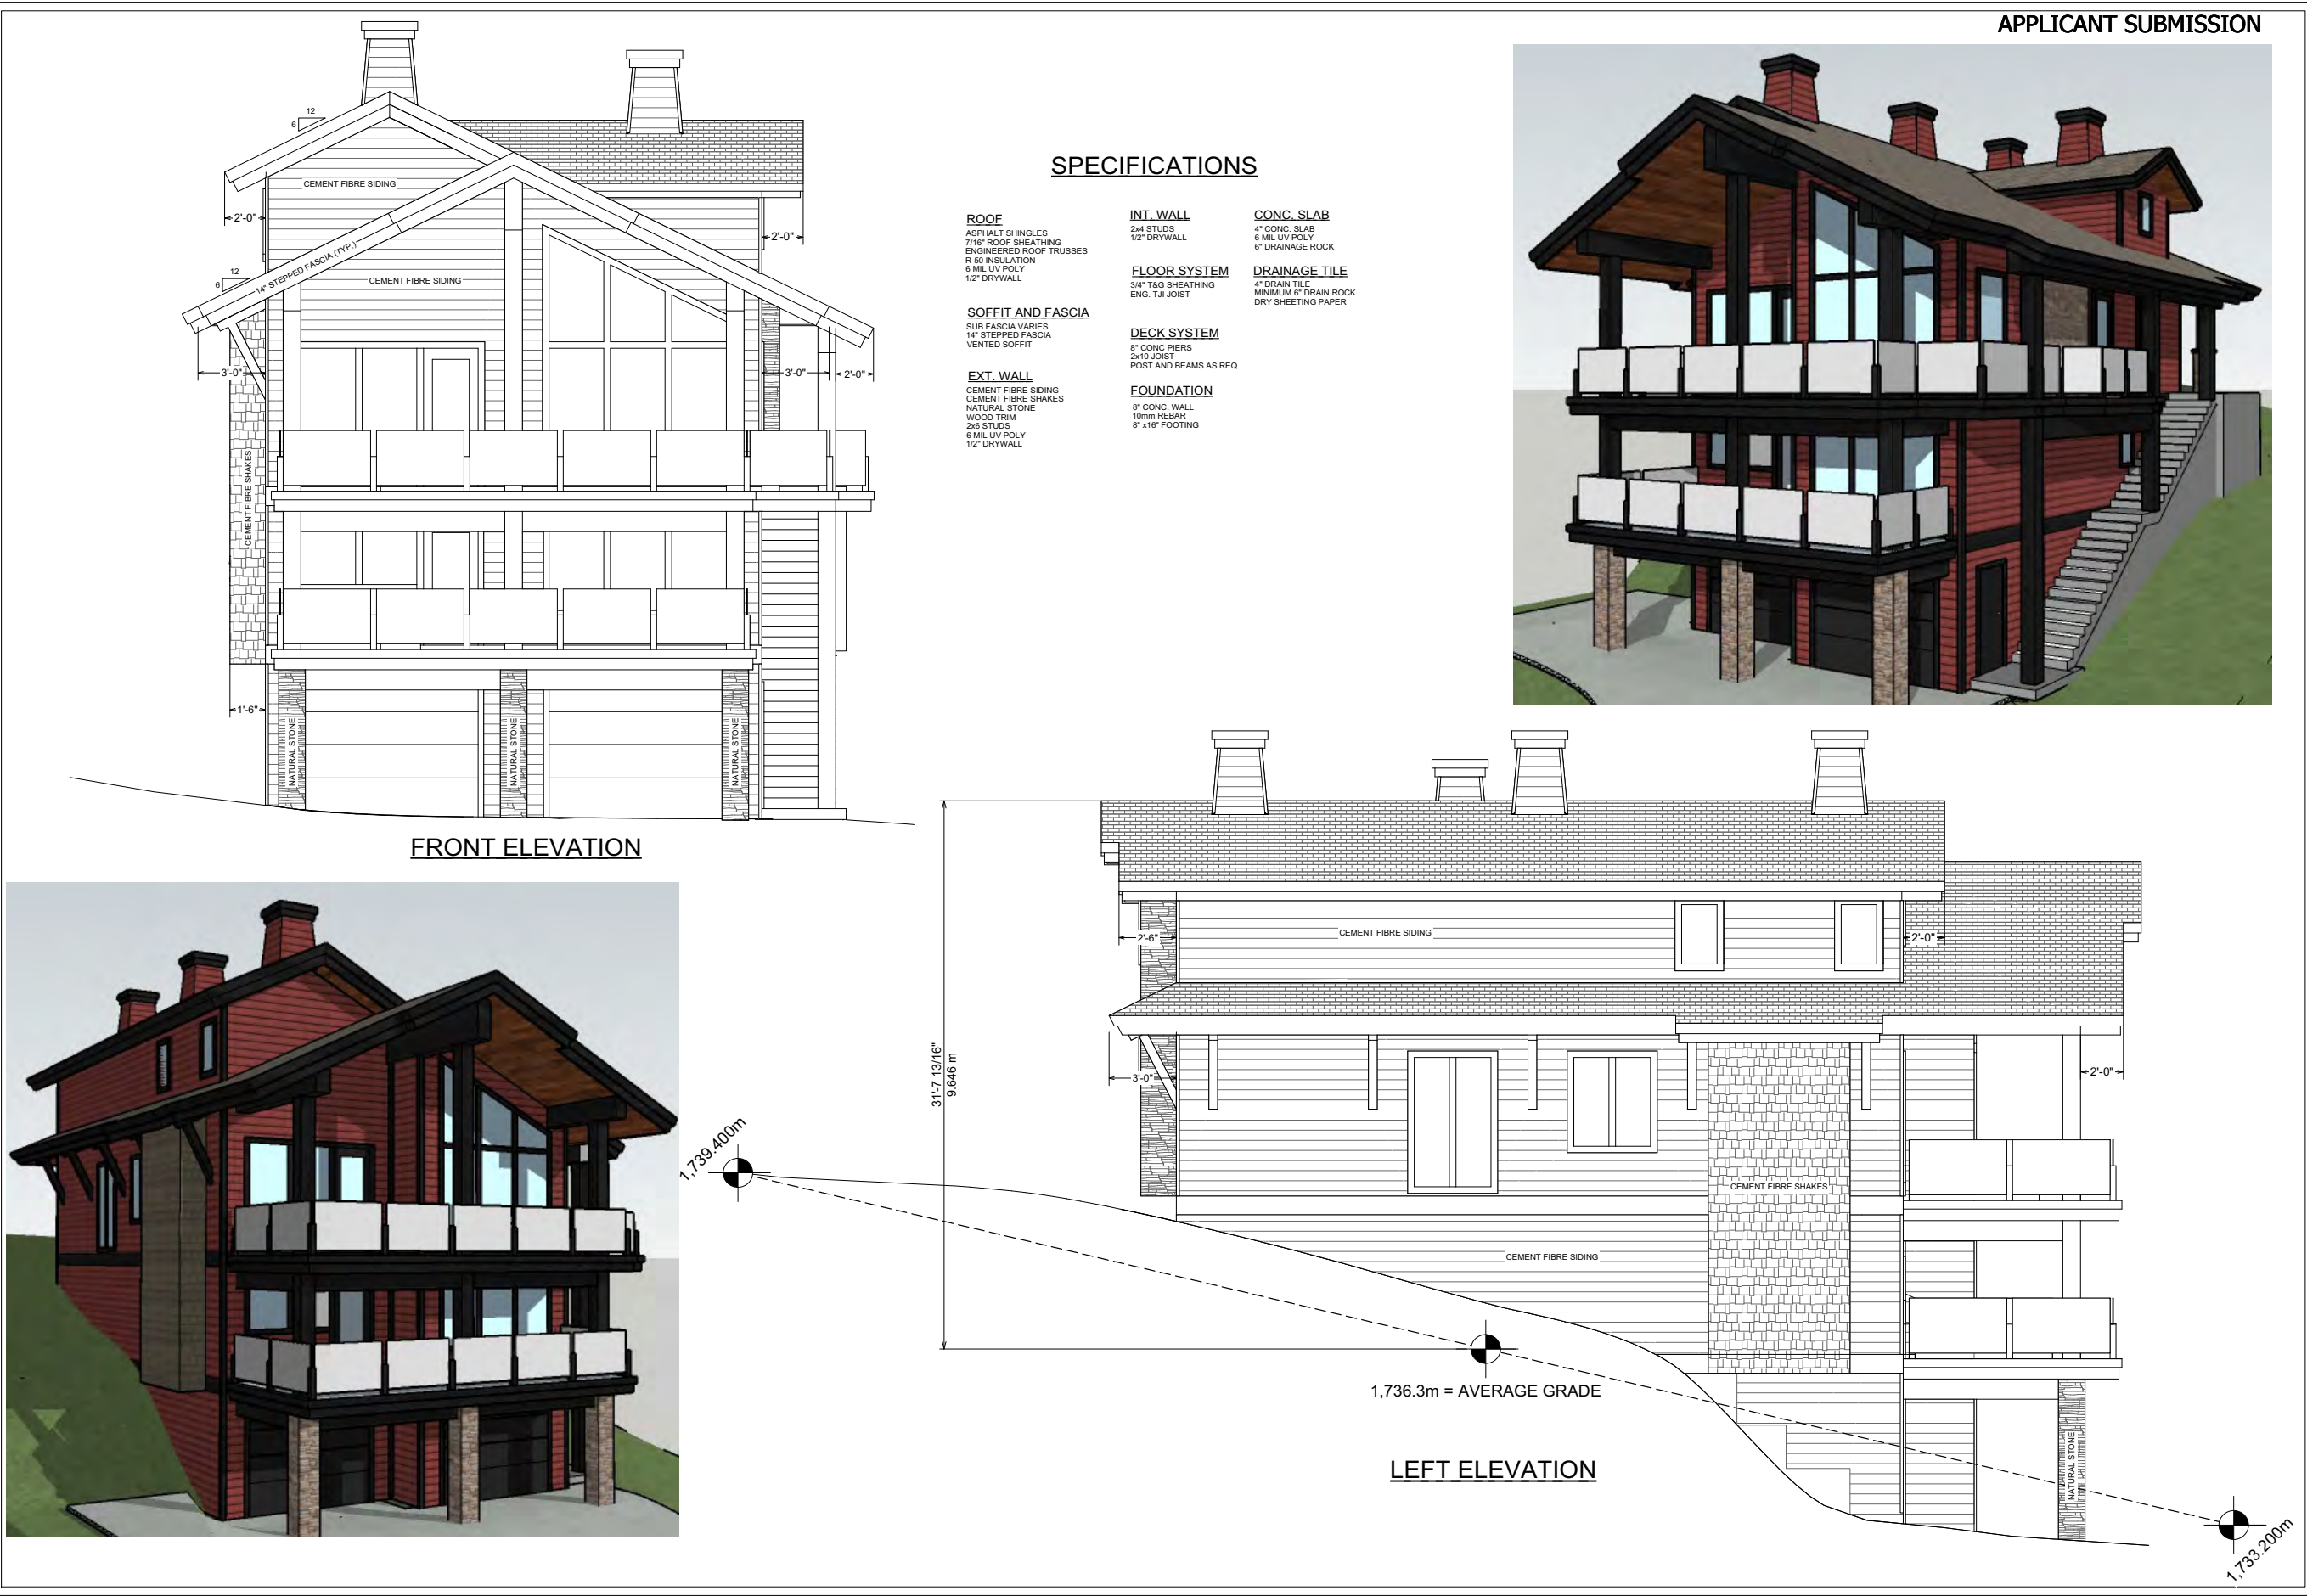 APPLICANT SUBMISSION
12
6
CEMENT FIBRE SIDING
2'-0"
2'-0"
12
6
14" STEPPED FASCIA (TYP.)
CEMENT FIBRE SIDING
3'-0"
3'-0"
2'-0"
CEMENT FIBRE SHAKES
1'-6"
NATURAL STONE
NATURAL STONE
NATURAL STONE
FRONT ELEVATION
SPECIFICATIONS
ROOF
ASPHALT SHINGLES
7/16" ROOF SHEATHING
ENGINEERED ROOF TRUSSES
R-50 INSULATION
6 MIL UV POLY
1/2" DRYWALL
SOFFIT AND FASCIA
SUB FASCIA VARIES
14" STEPPED FASCIA
VENTED SOFFIT
EXT. WALL
CEMENT FIBRE SIDING
CEMENT FIBRE SHAKES
NATURAL STONE
WOOD TRIM
2x6 STUDS
6 MIL UV POLY
1/2" DRYWALL
INT. WALL
2x4 STUDS
1/2" DRYWALL
FLOOR SYSTEM
3/4" T&G SHEATHING
ENG. TJI JOIST
DECK SYSTEM
8" CONC PIERS
2x10 JOIST
POST AND BEAMS AS REQ.
FOUNDATION
8" CONC. WALL
10mm REBAR
8" x16" FOOTING
CONC. SLAB
4" CONC. SLAB
6 MIL UV POLY
6" DRAINAGE ROCK
DRAINAGE TILE
4" DRAIN TILE
MINIMUM 6" DRAIN ROCK
DRY SHEETING PAPER
2'-6"
CEMENT FIBRE SIDING
2'-0"
31'-7 13/16"
9.646 m
3'-0"
2'-0"
1,739.400m
CEMENT FIBRE SHAKES
CEMENT FIBRE SIDING
1,736.3m = AVERAGE GRADE
LEFT ELEVATION
NATURAL STONE
1,733.200m